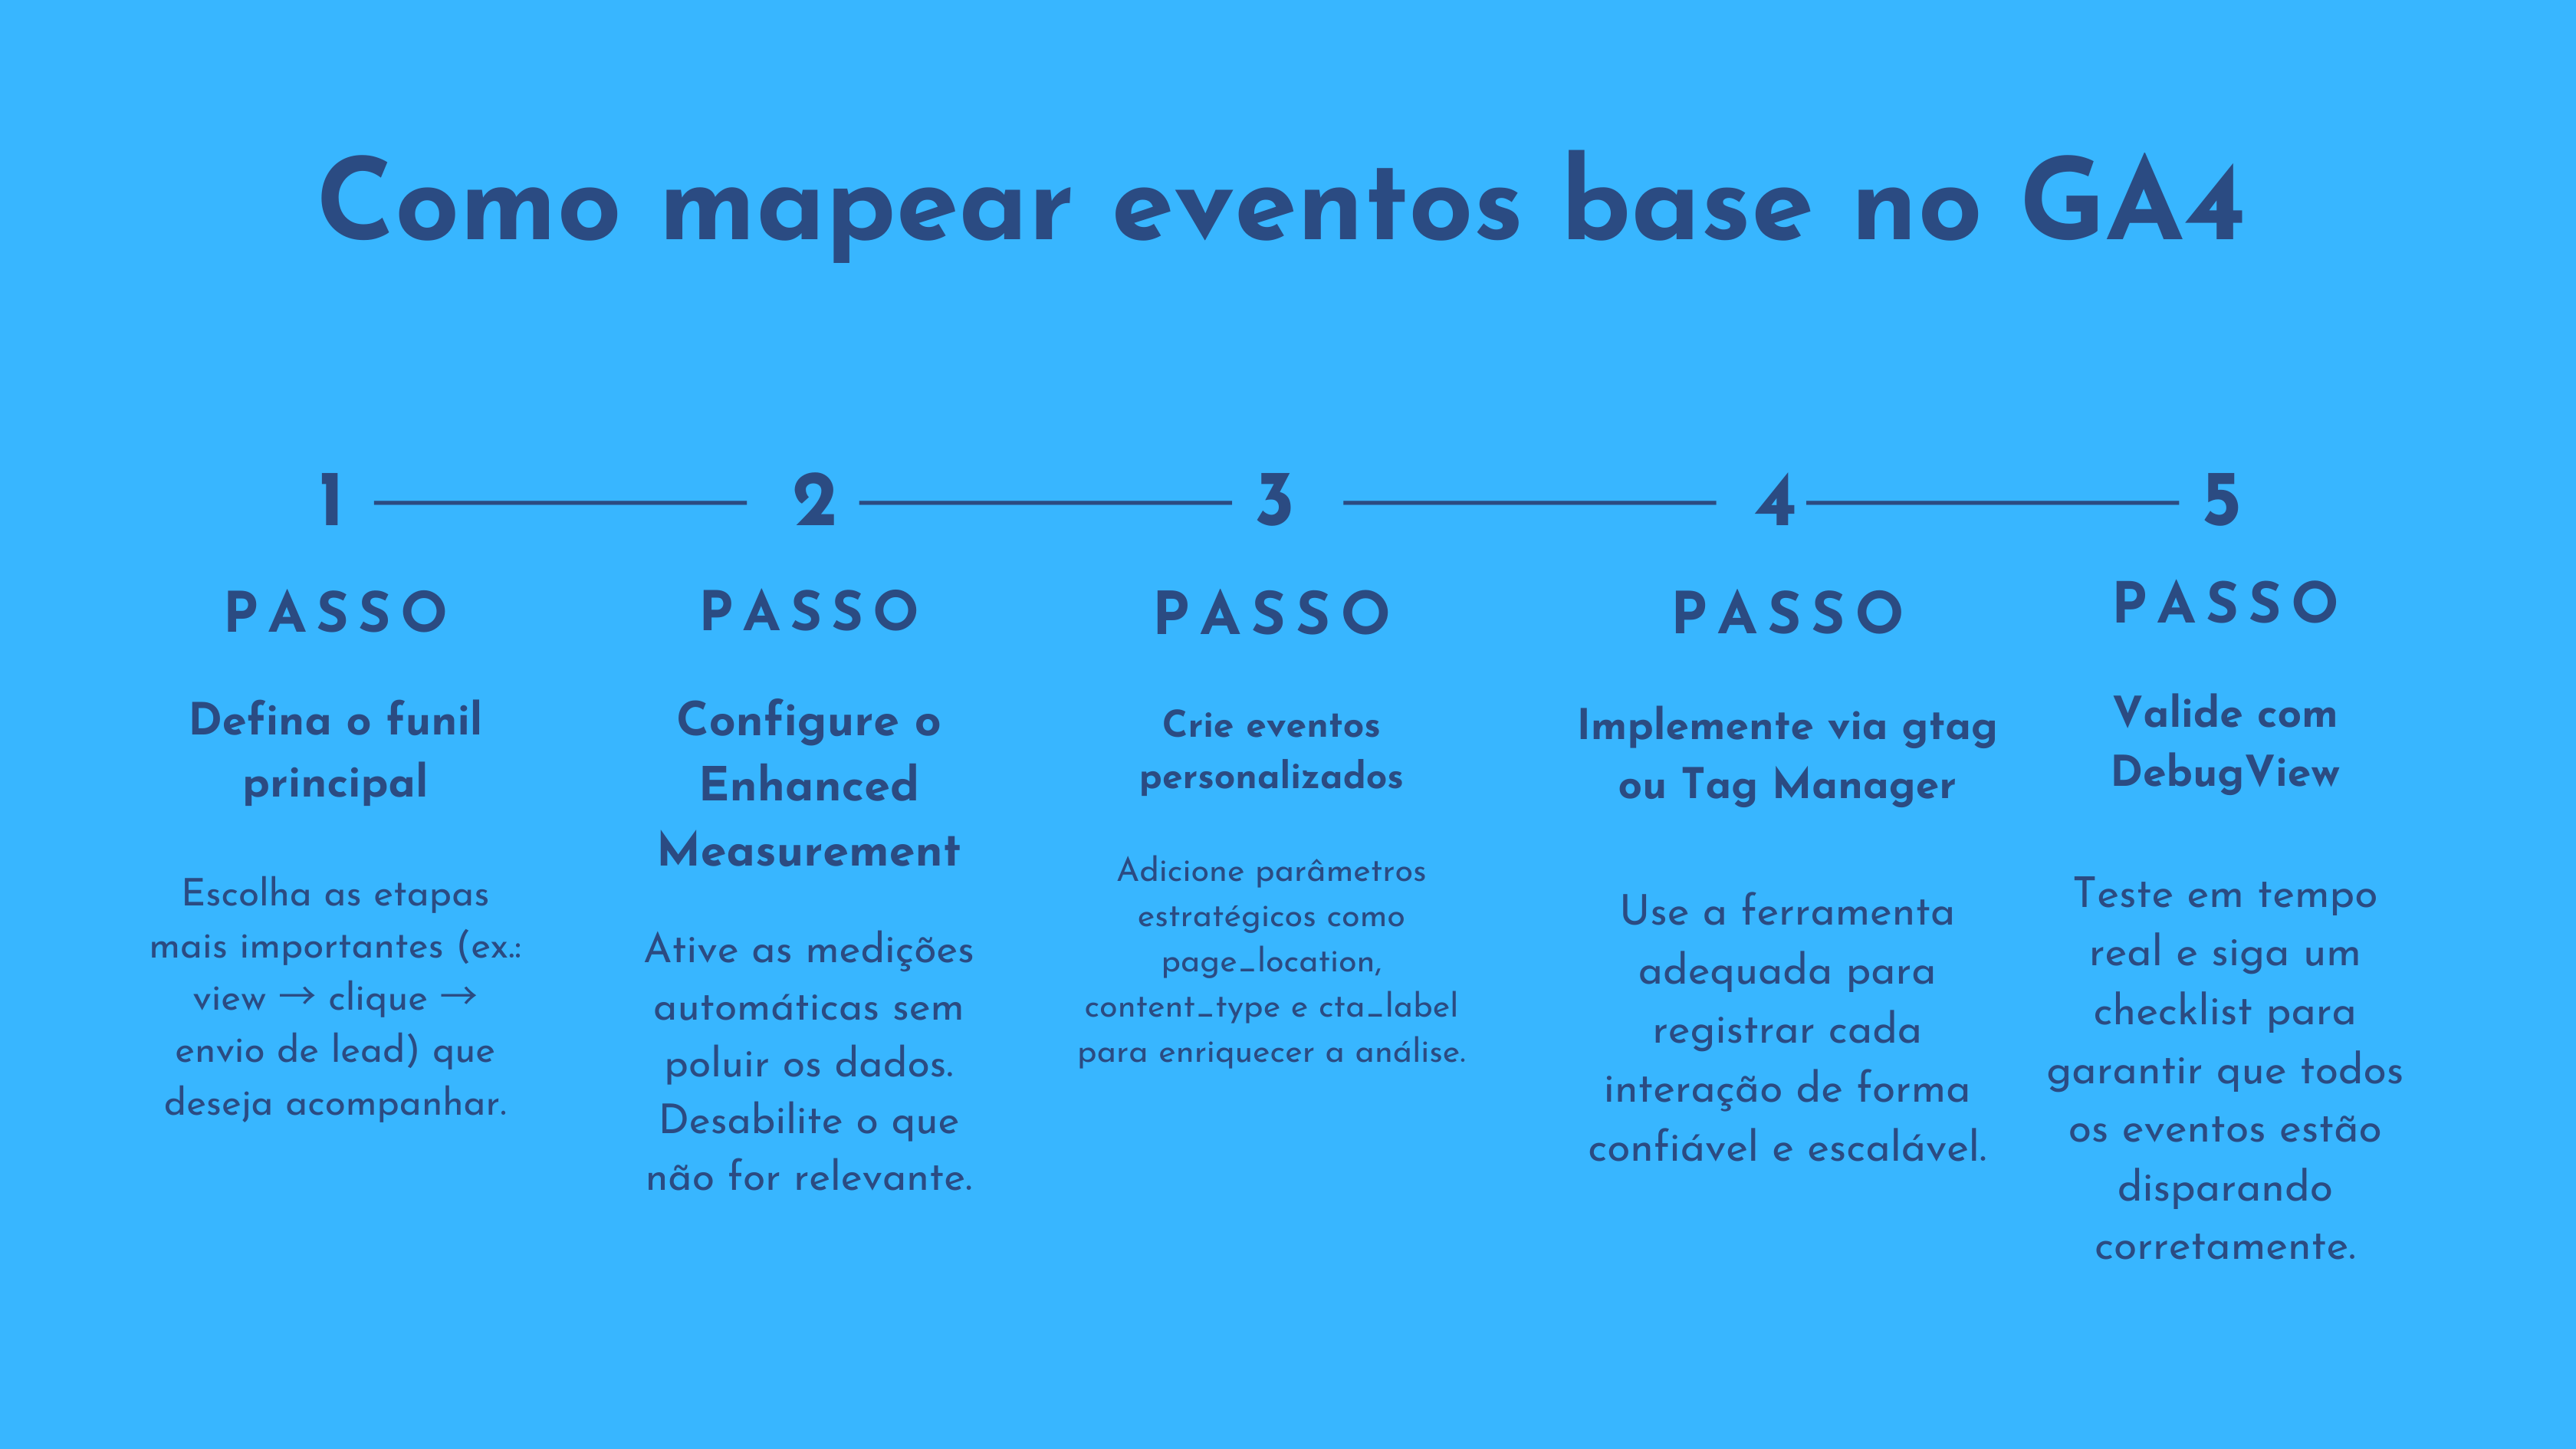 Como mapear eventos base no GA4
1
PASSO
Defina o funil
principal
Escolha as etapas
mais importantes (ex.:
view → clique →
envio de lead) que
deseja acompanhar.
2
PASSO
Configure o
Enhanced
Measurement
Ative as medições
automáticas sem
poluir os dados.
Desabilite o que
não for relevante.
3
PASSO
Crie eventos
personalizados
Adicione parâmetros
estratégicos como
page_location,
content_type e cta_label
para enriquecer a análise.
4
PASSO
Implemente via gtag
ou Tag Manager
Use a ferramenta
adequada para
registrar cada
interação de forma
confiável e escalável.
5
PASSO
Valide com
DebugView
Teste em tempo
real e siga um
checklist para
garantir que todos
os eventos estão
disparando
corretamente.